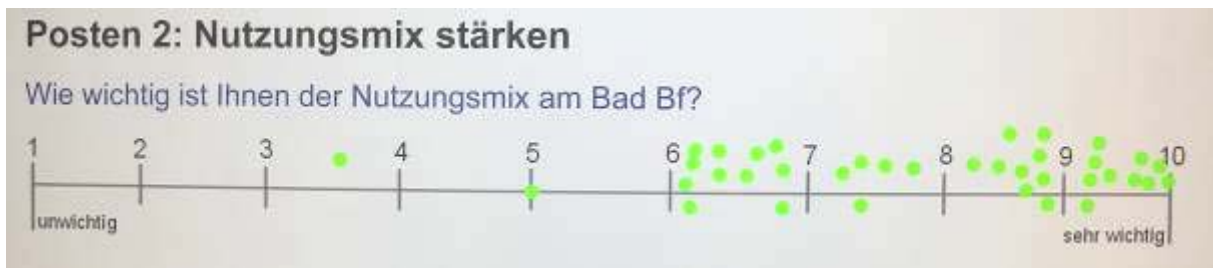 Posten 2: Nutzungsmix stärken
Wie wichtig ist Ihnen der Nutzungsmix am Bad Bf?
1 2 3 4 5 6 7 8 9 10
unwichtig sehr wichtig